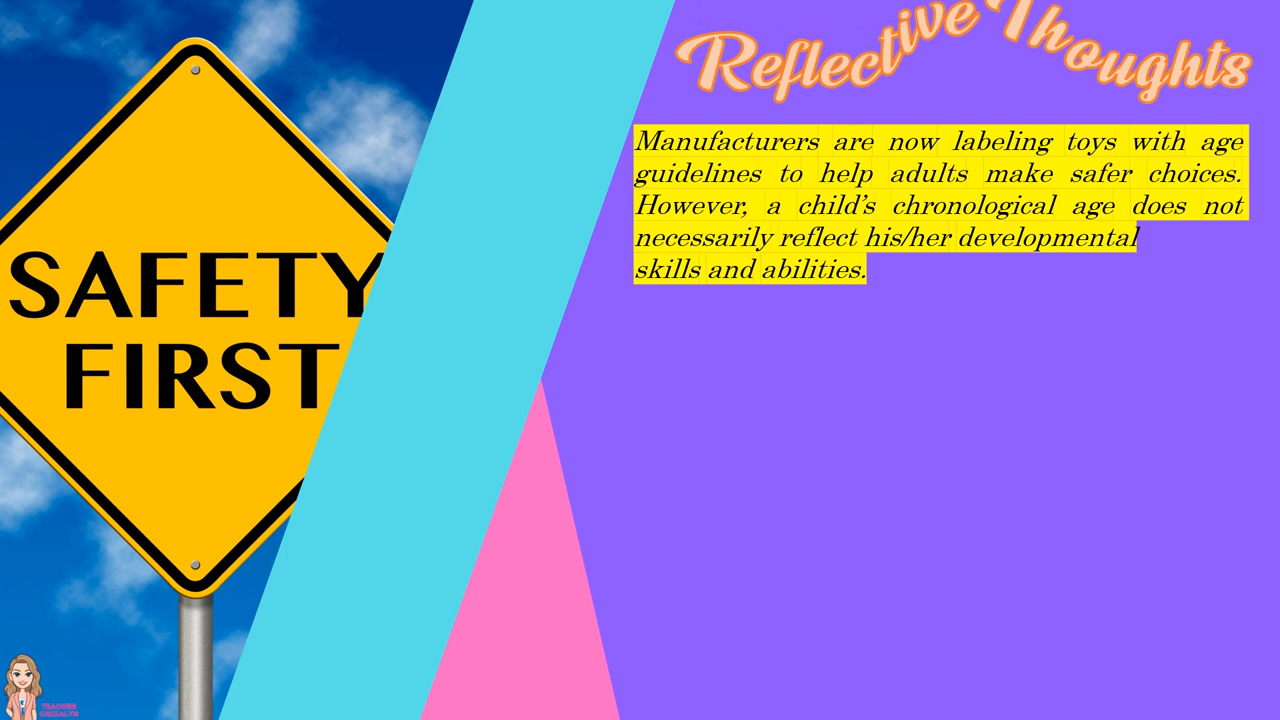 Reflective Thoughts
SAFETY
FIRST
Manufacturers are now labeling toys with age
guidelines to help adults make safer choices.
However, a child's chronological age does not
necessarily reflect his/her developmental
skills and abilities.
TEACHER